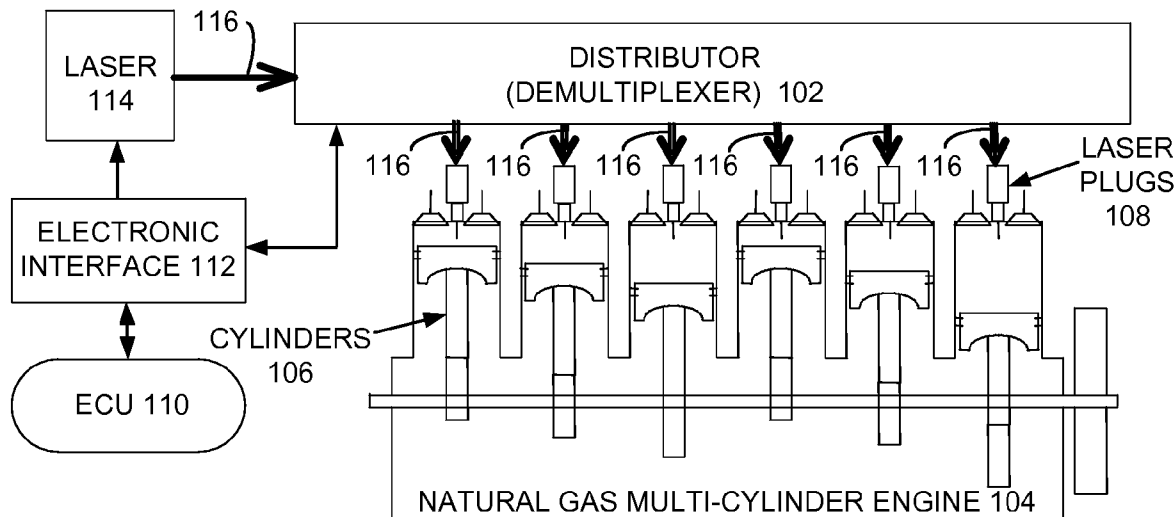 116
LASER
114
DISTRIBUTOR
(DEMULTIPLEXER) 102
116
116
116
116
116
116
LASER
PLUGS
108
ELECTRONIC
INTERFACE 112
CYLINDERS
106
ECU 110
NATURAL GAS MULTI-CYLINDER ENGINE 104